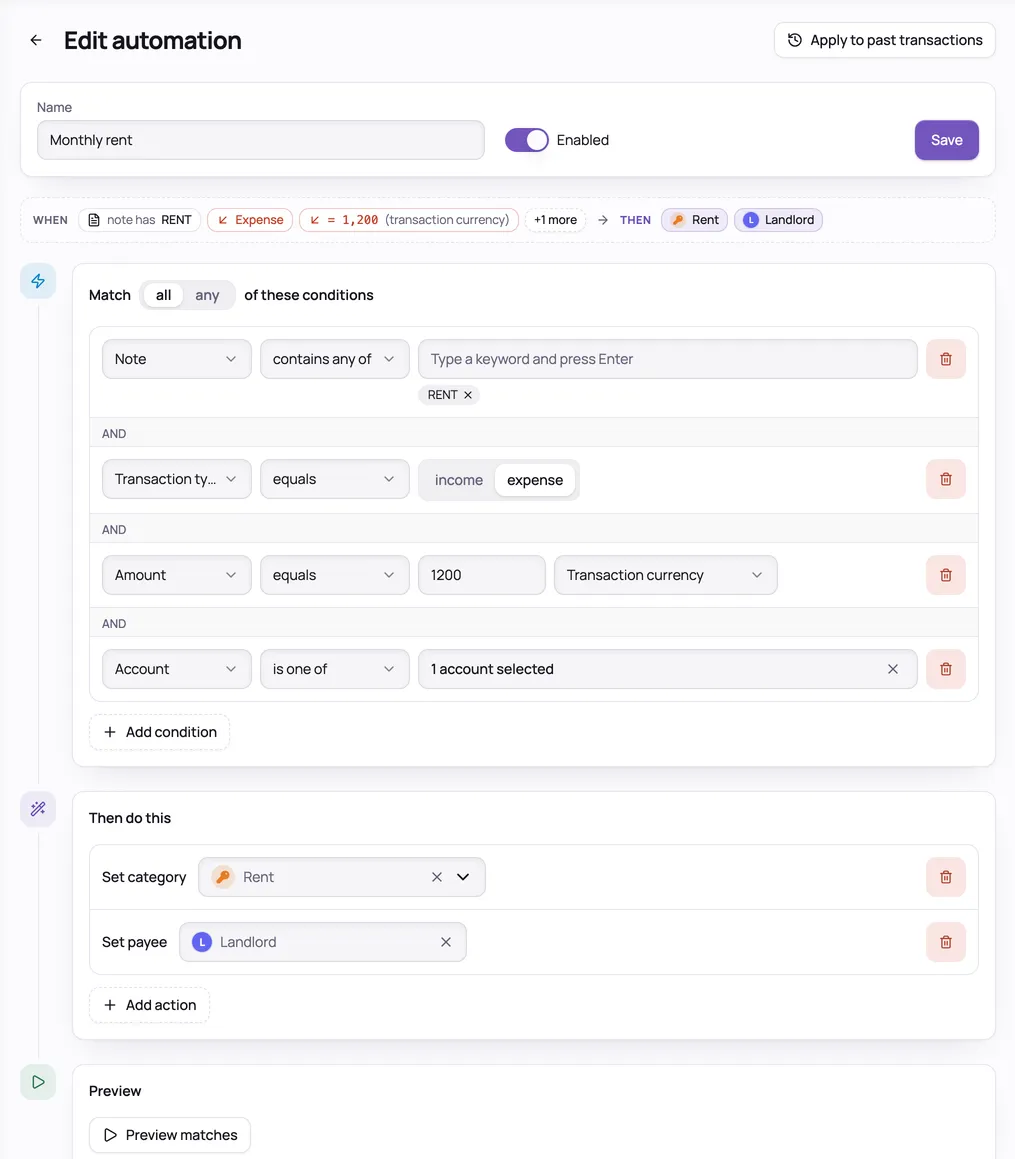 Edit automation
Apply to past transactions
Name
Monthly rent
Enabled
Save
WHEN note has RENT Expense = 1,200 (transaction currency) +1 more THEN Rent L Landlord
Match all any of these conditions
Note contains any of Type a keyword and press Enter
RENT
AND
Transaction ty... equals income expense
AND
Amount equals 1200 Transaction currency
AND
Account is one of 1 account selected
Add condition
Then do this
Set category Rent
Set payee L Landlord
Add action
Preview
Preview matches